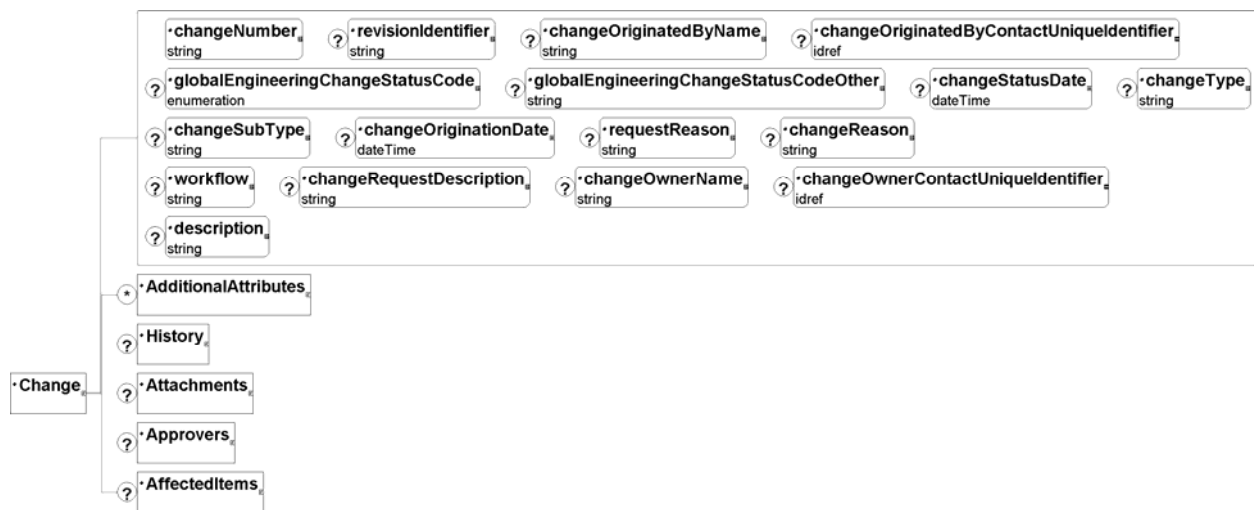 changeNumber
string
? revisionIdentifier
string
? changeOriginatedByName
string
? changeOriginatedByContactUniqueIdentifier
idref
? globalEngineeringChangeStatusCode
enumeration
? globalEngineeringChangeStatusCodeOther
string
? changeStatusDate
dateTime
? changeType
string
? changeSubType
string
? changeOriginationDate
dateTime
? requestReason
string
? changeReason
string
? workflow
string
? changeRequestDescription
string
? changeOwnerName
string
? changeOwnerContactUniqueIdentifier
idref
? description
string
* AdditionalAttributes
? History
Change
? Attachments
? Approvers
? AffectedItems